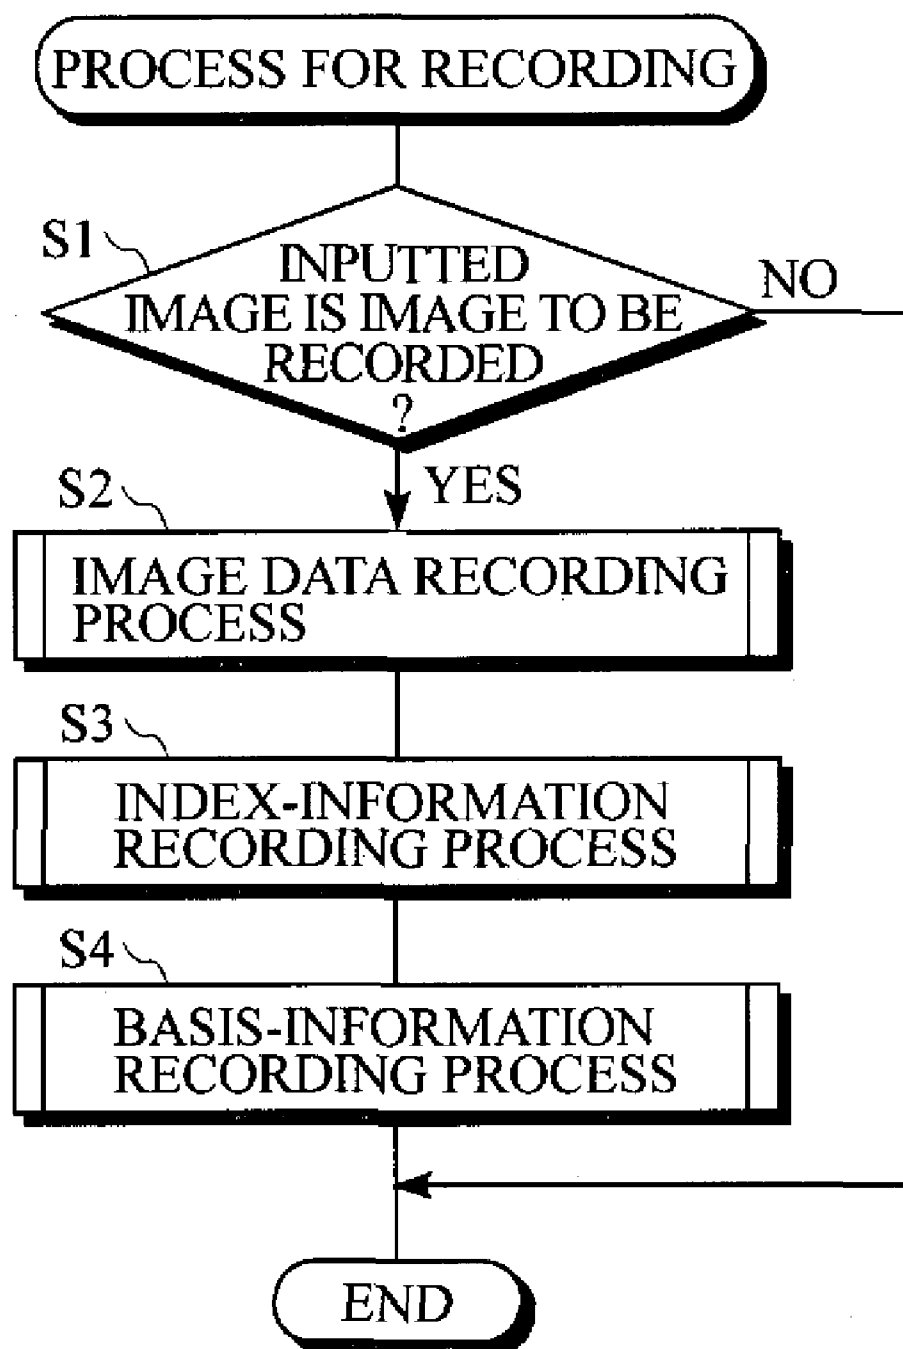 PROCESS FOR RECORDING
S1
INPUTTED
IMAGE IS IMAGE TO BE
RECORDED
?
NO
YES
S2
IMAGE DATA RECORDING
PROCESS
S3
INDEX-INFORMATION
RECORDING PROCESS
S4
BASIS-INFORMATION
RECORDING PROCESS
END